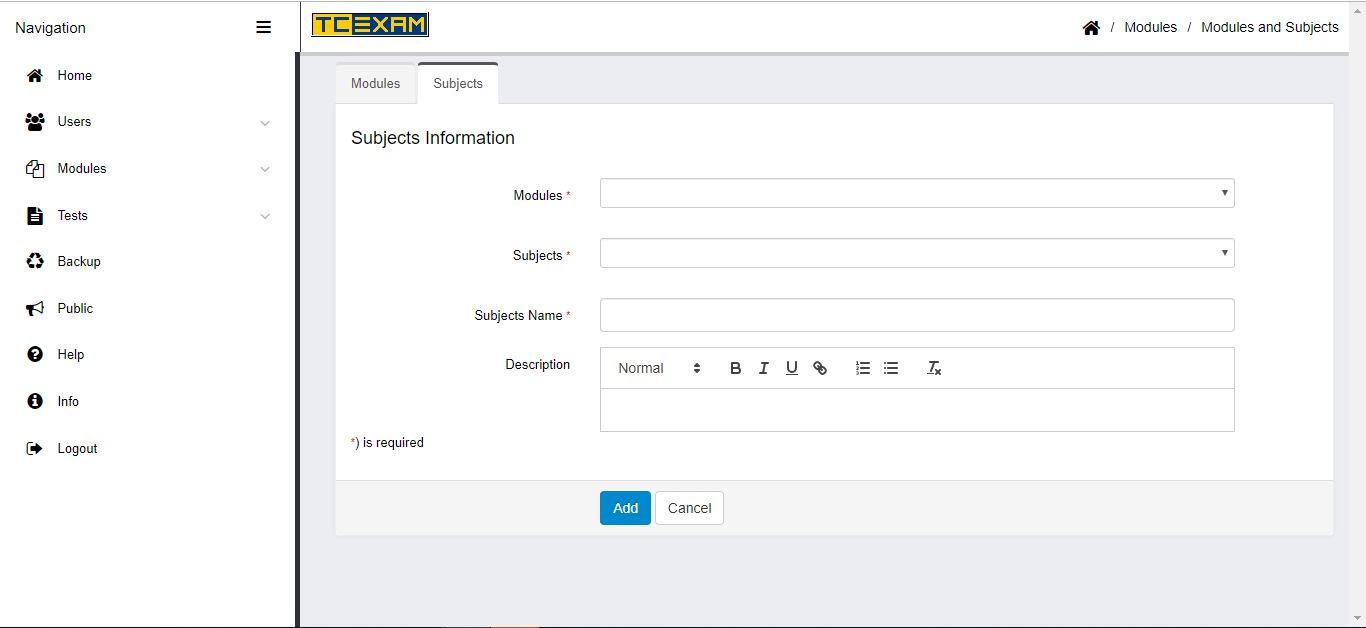 Navigation
TCEXAM
/ Modules / Modules and Subjects
Home
Users
Modules
Tests
Backup
Public
Help
Info
Logout
Modules Subjects
Subjects Information
Modules *
Subjects *
Subjects Name *
Description
Normal B I U
*) is required
Add Cancel